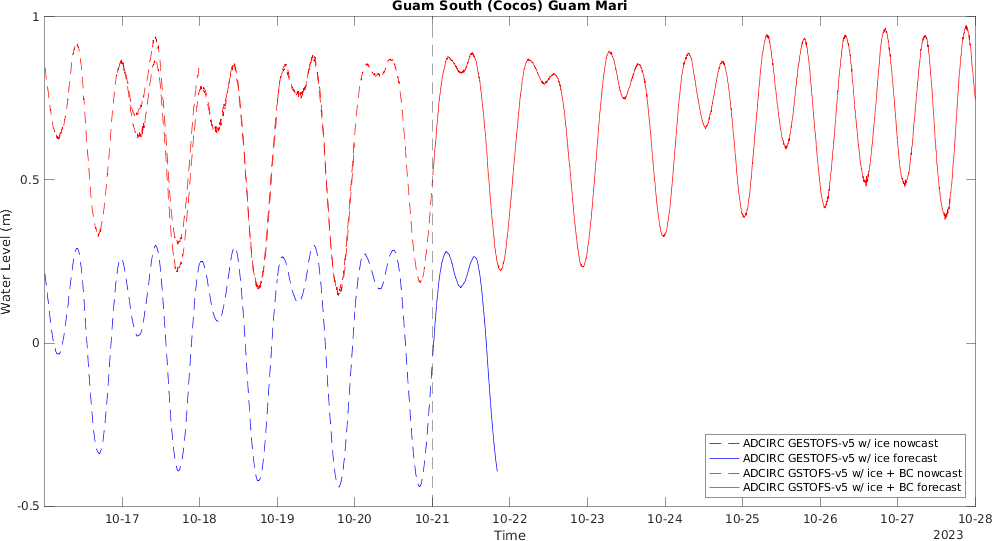 Guam South (Cocos) Guam Mari
1
0.5
0
-0.5
Water Level (m)
10-17 10-18 10-19 10-20 10-21 10-22 10-23 10-24 10-25 10-26 10-27 10-28
Time
2023
ADCIRC GESTOFS-v5 w/ ice nowcast
ADCIRC GESTOFS-v5 w/ ice forecast
ADCIRC GSTOFS-v5 w/ ice + BC nowcast
ADCIRC GSTOFS-v5 w/ ice + BC forecast